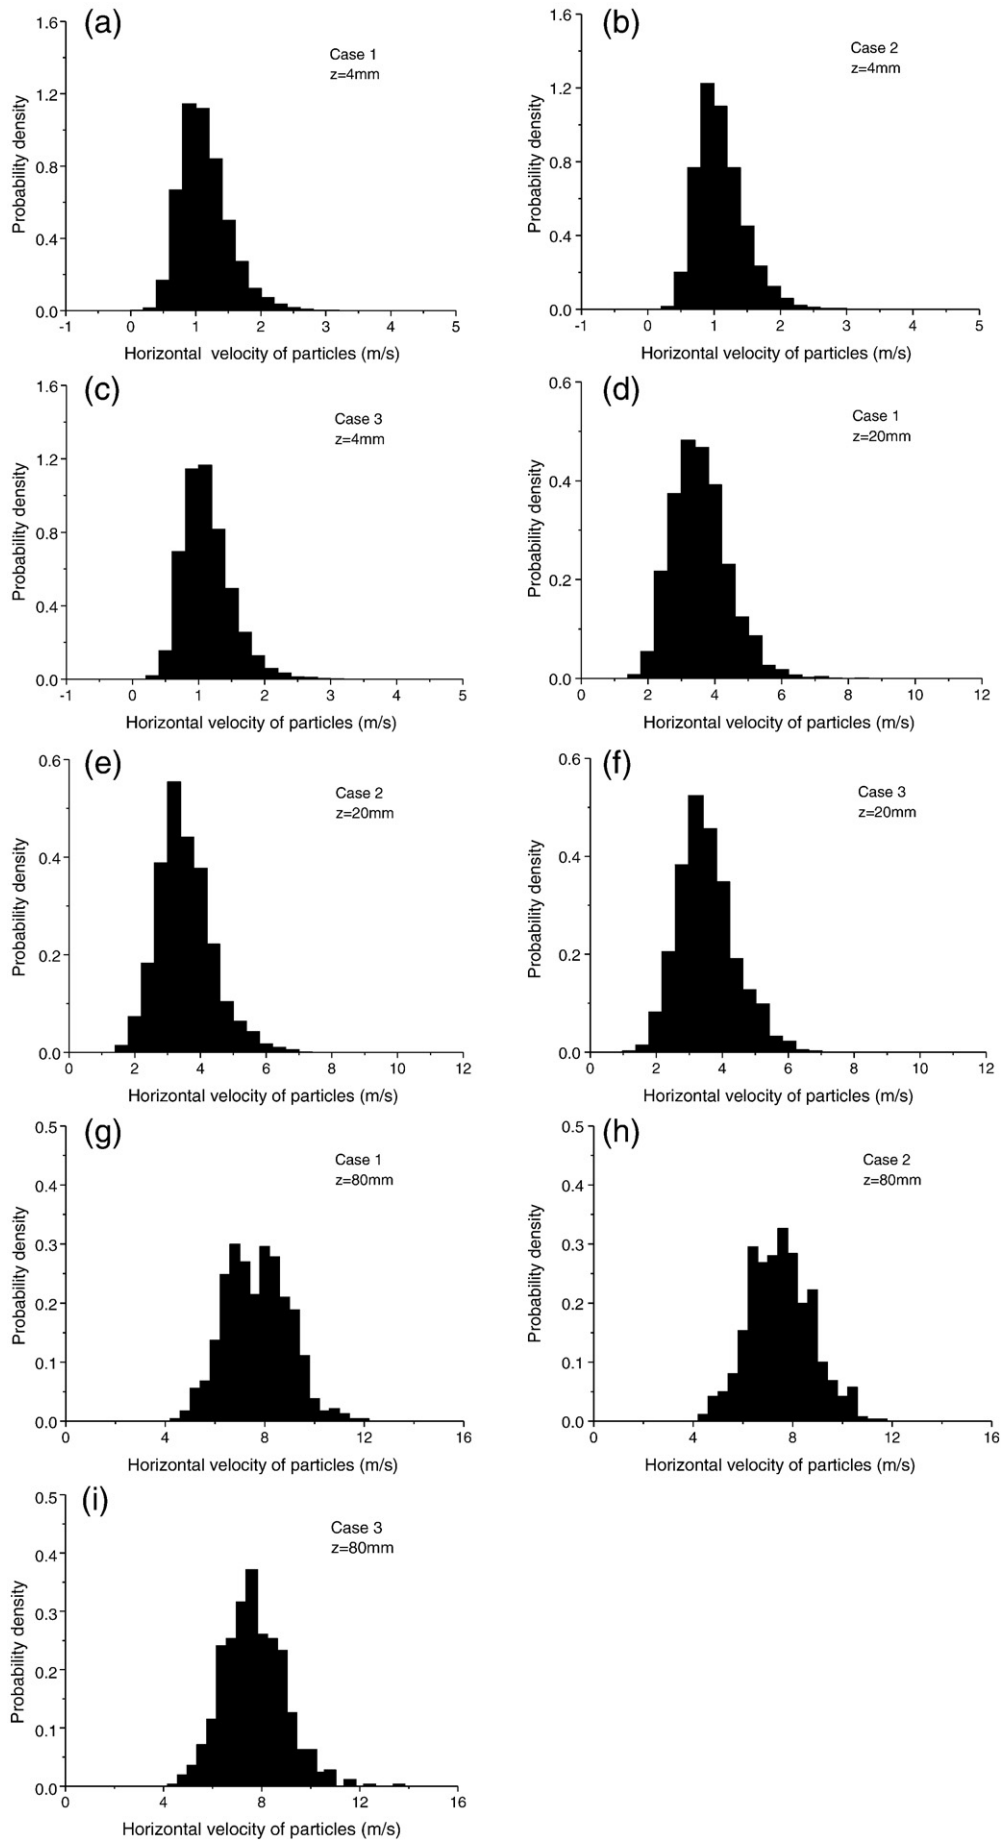 (a)
Case 1
z=4mm
Probability density
1.6
1.2
0.8
0.4
0.0
-1 0 1 2 3 4 5
Horizontal velocity of particles (m/s)
(b)
Case 2
z=4mm
Probability density
1.6
1.2
0.8
0.4
0.0
-1 0 1 2 3 4 5
Horizontal velocity of particles (m/s)
(c)
Case 3
z=4mm
Probability density
1.6
1.2
0.8
0.4
0.0
-1 0 1 2 3 4 5
Horizontal velocity of particles (m/s)
(d)
Case 1
z=20mm
Probability density
0.6
0.4
0.2
0.0
0 2 4 6 8 10 12
Horizontal velocity of particles (m/s)
(e)
Case 2
z=20mm
Probability density
0.6
0.4
0.2
0.0
0 2 4 6 8 10 12
Horizontal velocity of particles (m/s)
(f)
Case 3
z=20mm
Probability density
0.6
0.4
0.2
0.0
0 2 4 6 8 10 12
Horizontal velocity of particles (m/s)
(g)
Case 1
z=80mm
Probability density
0.5
0.4
0.3
0.2
0.1
0.0
0 4 8 12 16
Horizontal velocity of particles (m/s)
(h)
Case 2
z=80mm
Probability density
0.5
0.4
0.3
0.2
0.1
0.0
0 4 8 12 16
Horizontal velocity of particles (m/s)
(i)
Case 3
z=80mm
Probability density
0.5
0.4
0.3
0.2
0.1
0.0
0 4 8 12 16
Horizontal velocity of particles (m/s)